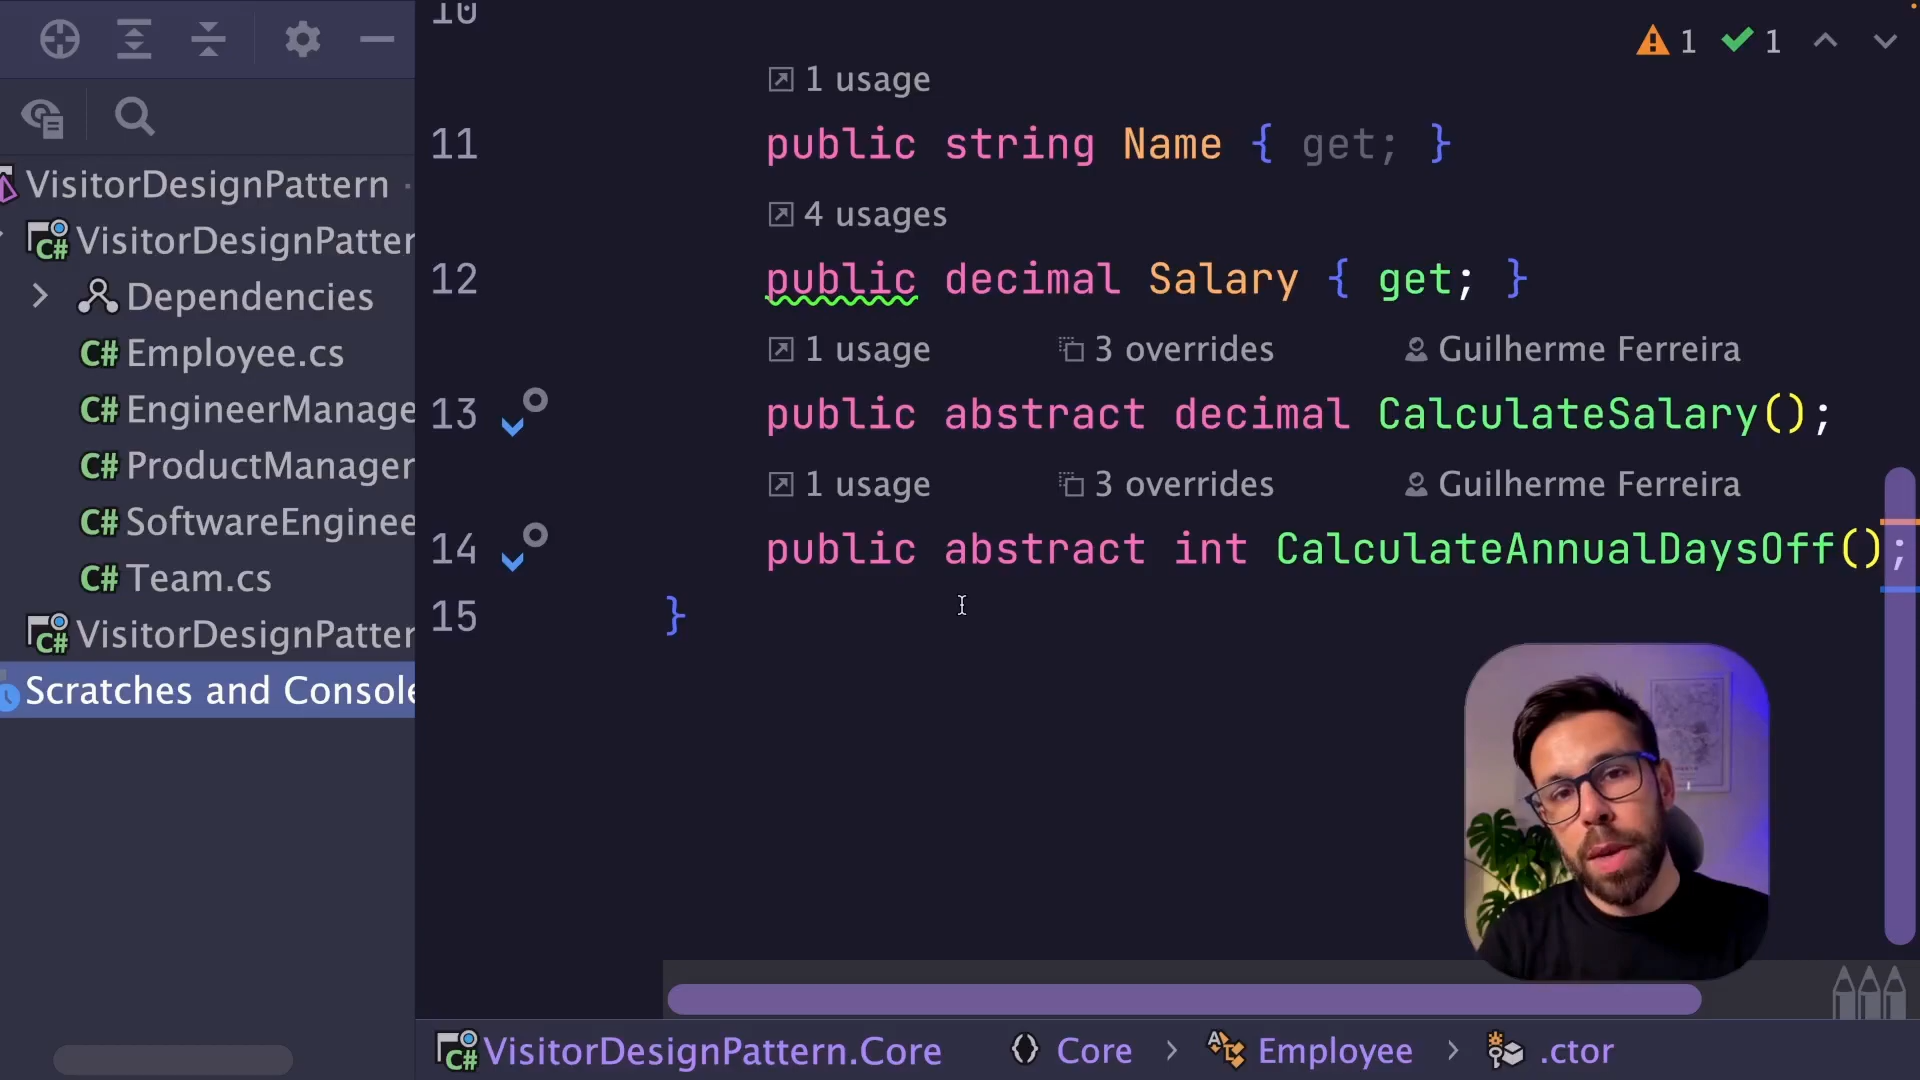 VisitorDesignPattern
VisitorDesignPatter
Dependencies
C# Employee.cs
C# EngineerManage
C# ProductManager
C# SoftwareEnginee
C# Team.cs
VisitorDesignPatter
Scratches and Console
1 1
10
1 usage
11 public string Name { get; }
4 usages
12 public decimal Salary { get; }
1 usage 3 overrides Guilherme Ferreira
13 public abstract decimal CalculateSalary();
1 usage 3 overrides Guilherme Ferreira
14 public abstract int CalculateAnnualDaysOff();
15 }
VisitorDesignPattern.Core Core Employee .ctor